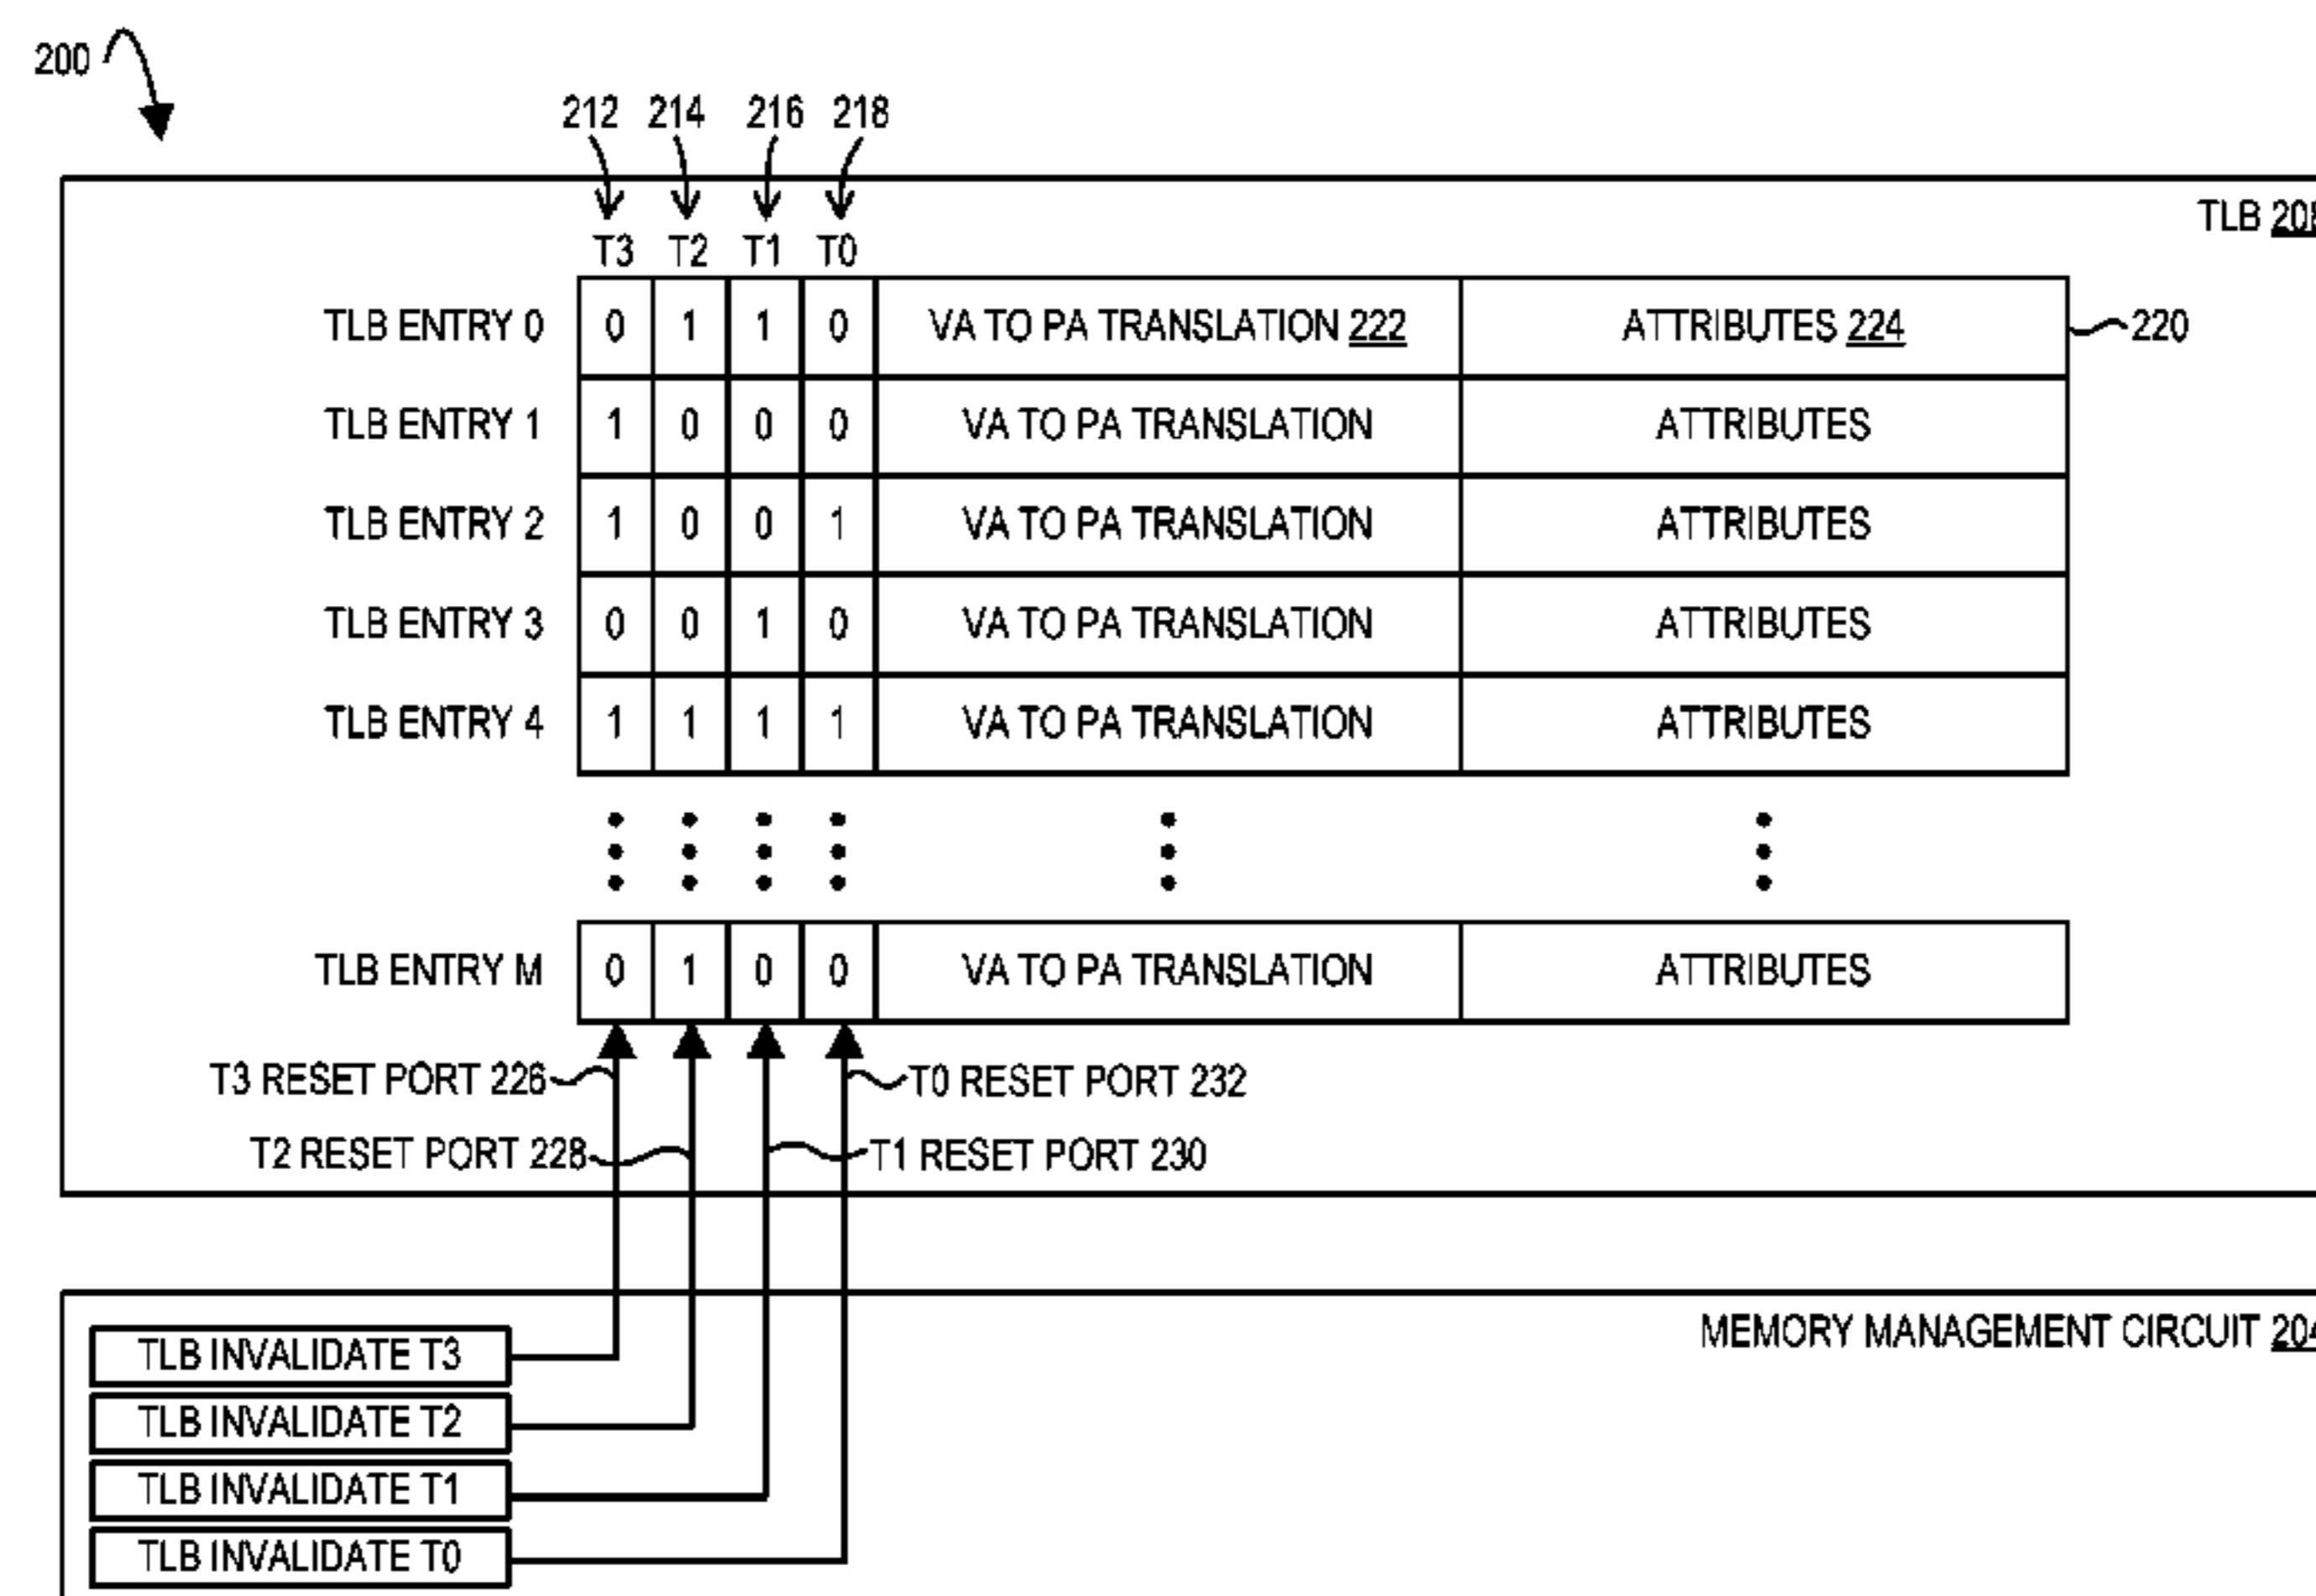 200
212 214 216 218
TLB 208
T3 T2 T1 T0
TLB ENTRY 0 0 1 1 0 VA TO PA TRANSLATION 222 ATTRIBUTES 224 220
TLB ENTRY 1 1 0 0 0 VA TO PA TRANSLATION ATTRIBUTES
TLB ENTRY 2 1 0 0 1 VA TO PA TRANSLATION ATTRIBUTES
TLB ENTRY 3 0 0 1 0 VA TO PA TRANSLATION ATTRIBUTES
TLB ENTRY 4 1 1 1 1 VA TO PA TRANSLATION ATTRIBUTES
TLB ENTRY M 0 1 0 0 VA TO PA TRANSLATION ATTRIBUTES
T3 RESET PORT 226 T0 RESET PORT 232
T2 RESET PORT 228 T1 RESET PORT 230
MEMORY MANAGEMENT CIRCUIT 204
TLB INVALIDATE T3
TLB INVALIDATE T2
TLB INVALIDATE T1
TLB INVALIDATE T0